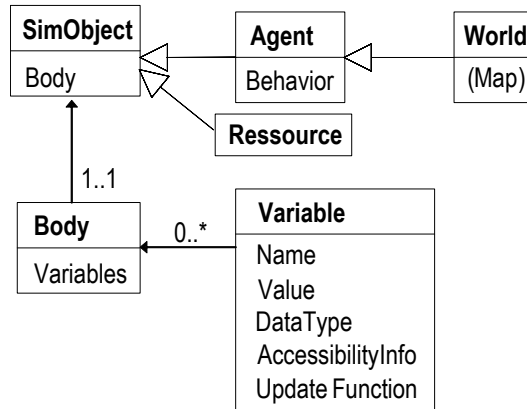 SimObject
Body
Agent
Behavior
World
(Map)
Ressource
1..1
Body
Variables
0..*
Variable
Name
Value
DataType
AccessibilityInfo
Update Function